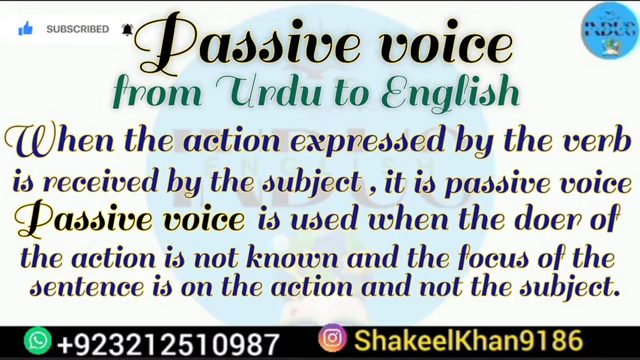 SUBSCRIBED
INDUS
Passive voice
from Urdu to English
When the action expressed by the verb
is received by the subject, it is passive voice
Passive voice is used when the doer of
the action is not known and the focus of the
sentence is on the action and not the subject.
+923212510987
ShakeelKhan9186